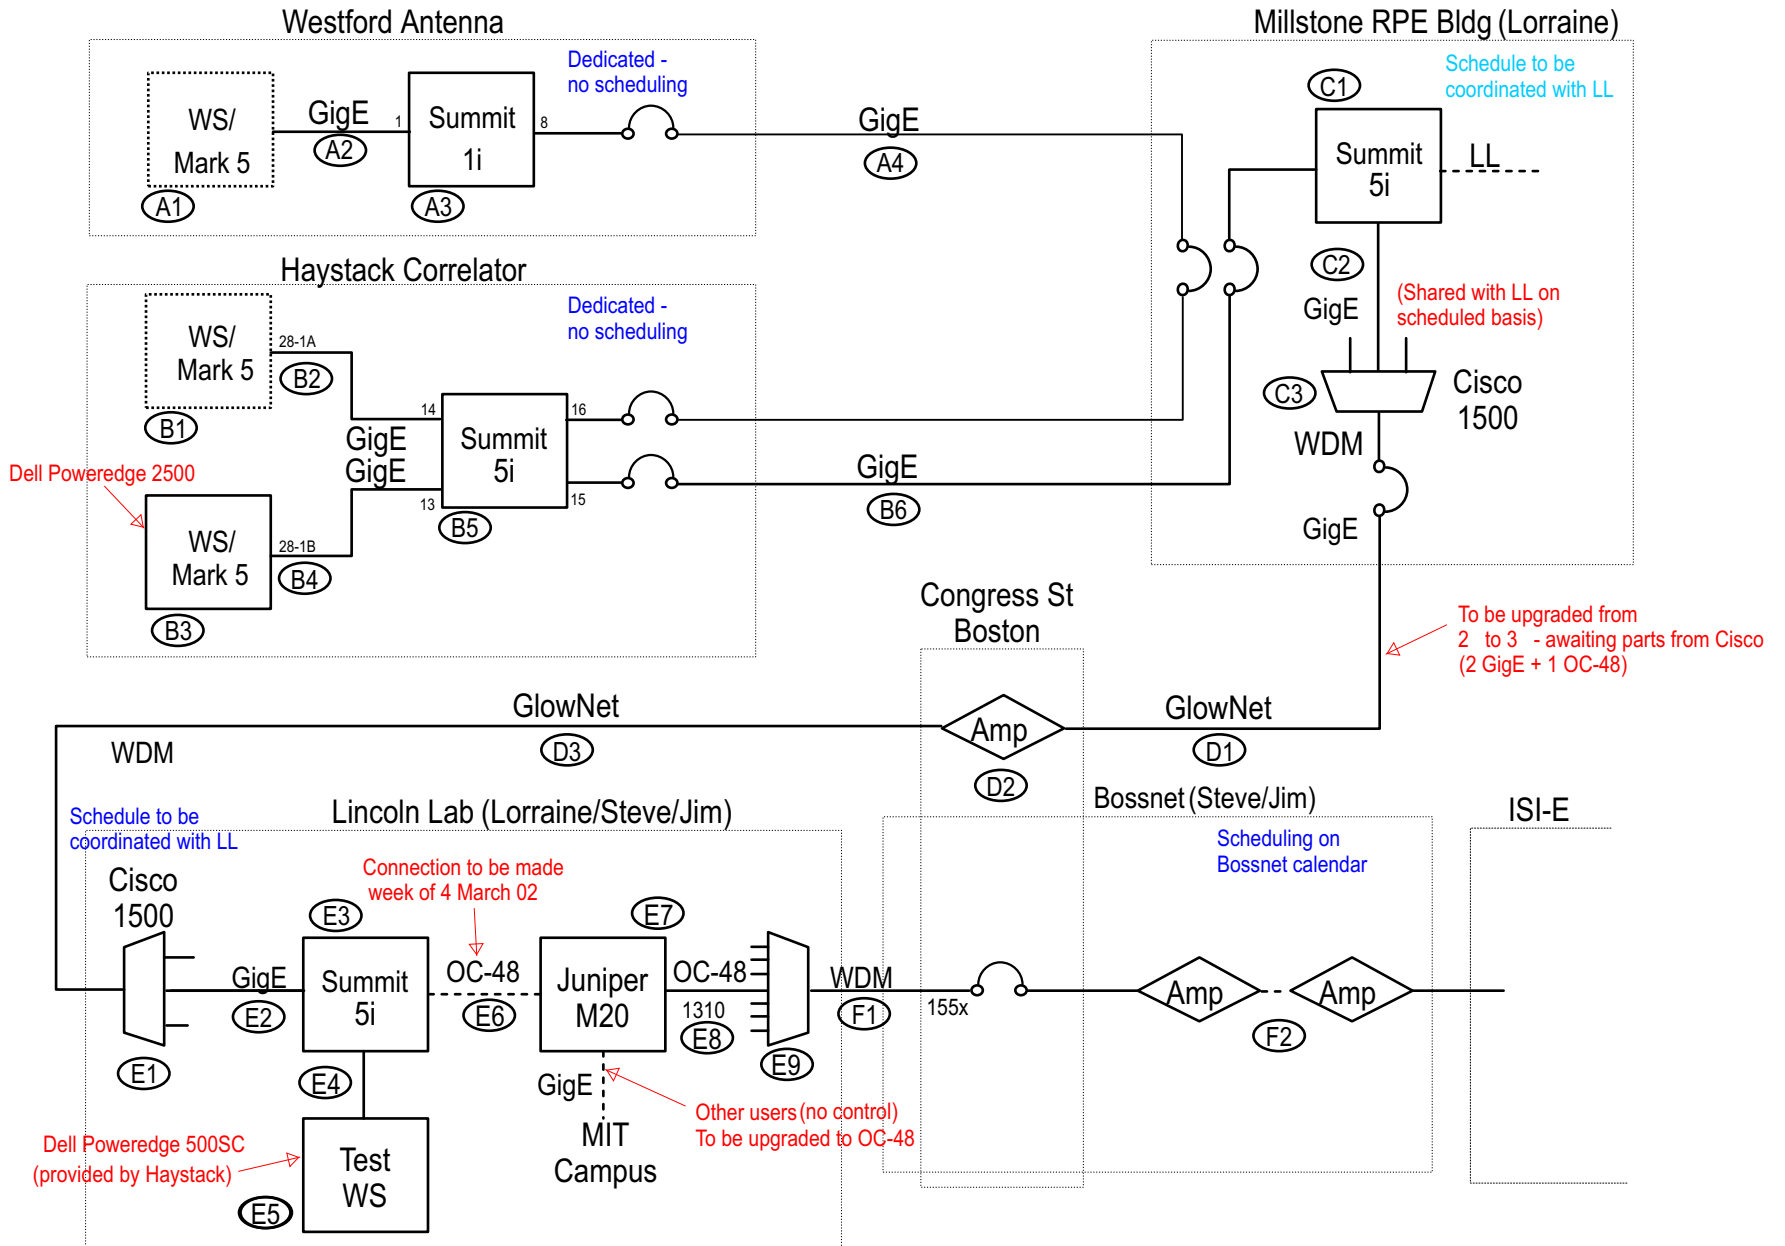 Westford Antenna
Dedicated -
no scheduling
WS/
Mark 5
A1
GigE
A2
1
Summit
1i
8
A3
GigE
A4
Millstone RPE Bldg (Lorraine)
Schedule to be
coordinated with LL
C1
Summit
5i
LL
C2
GigE
(Shared with LL on
scheduled basis)
C3
Cisco
1500
WDM
GigE
Haystack Correlator
Dedicated -
no scheduling
WS/
Mark 5
28-1A
B2
B1
14
GigE
GigE
13
Summit
5i
16
15
B5
GigE
B6
Dell Poweredge 2500
WS/
Mark 5
28-1B
B4
B3
Congress St
Boston
To be upgraded from
2 to 3 - awaiting parts from Cisco
(2 GigE + 1 OC-48)
GlowNet
D3
Amp
D2
GlowNet
D1
WDM
Schedule to be
coordinated with LL
Lincoln Lab (Lorraine/Steve/Jim)
Cisco
1500
E1
GigE
E2
E3
Summit
5i
Connection to be made
week of 4 March 02
OC-48
E6
E7
Juniper
M20
OC-48
1310
E8
E9
E4
GigE
Other users (no control)
To be upgraded to OC-48
MIT
Campus
Dell Poweredge 500SC
(provided by Haystack)
Test
WS
E5
WDM
F1
Bossnet (Steve/Jim)
Scheduling on
Bossnet calendar
155x
Amp
Amp
F2
ISI-E